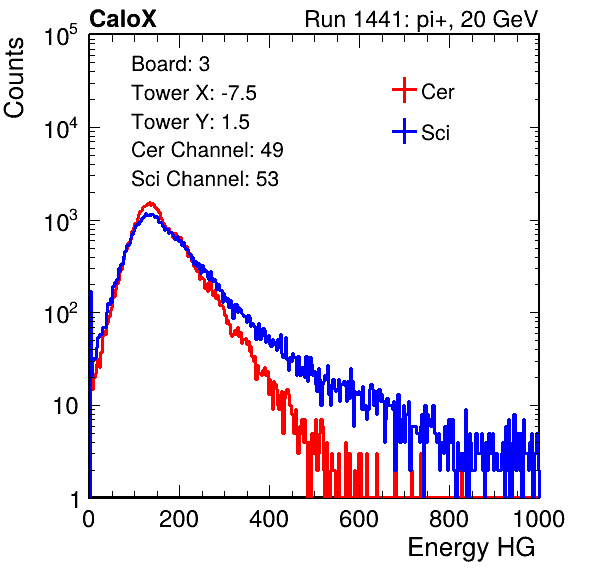 CaloX
Run 1441: pi+, 20 GeV
Counts
10^5
10^4
10^3
10^2
10
1
Board: 3
Tower X: -7.5
Tower Y: 1.5
Cer Channel: 49
Sci Channel: 53
Cer
Sci
0 200 400 600 800 1000
Energy HG